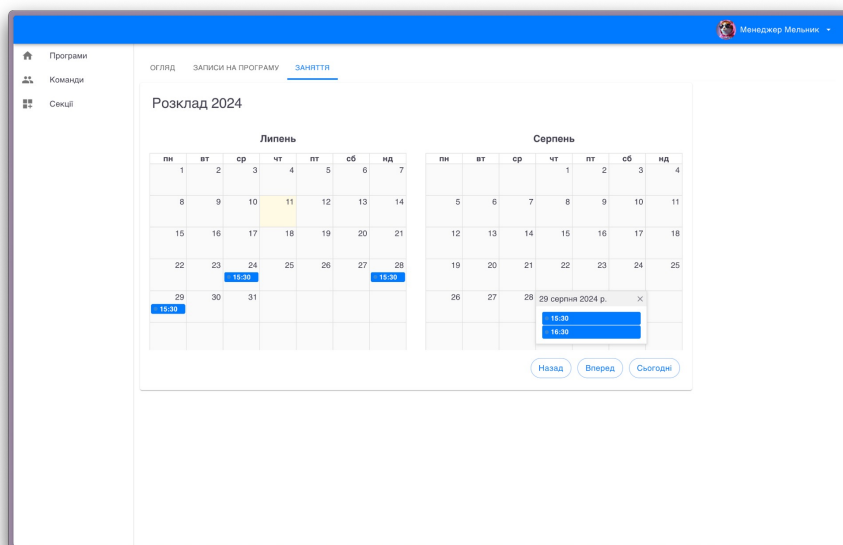 Менеджер Мельник
Програми
Команди
Секції
ОГЛЯД ЗАПИСИ НА ПРОГРАМУ ЗАНЯТТЯ
Розклад 2024
Липень
пн вт ср чт пт сб нд
1 2 3 4 5 6 7
8 9 10 11 12 13 14
15 16 17 18 19 20 21
22 23 24 25 26 27 28
15:30 15:30
29 30 31
15:30
Серпень
пн вт ср чт пт сб нд
1 2 3 4
5 6 7 8 9 10 11
12 13 14 15 16 17 18
19 20 21 22 23 24 25
26 27 28
29 серпня 2024 р. ×
15:30
16:30
Назад Вперед Сьогодні